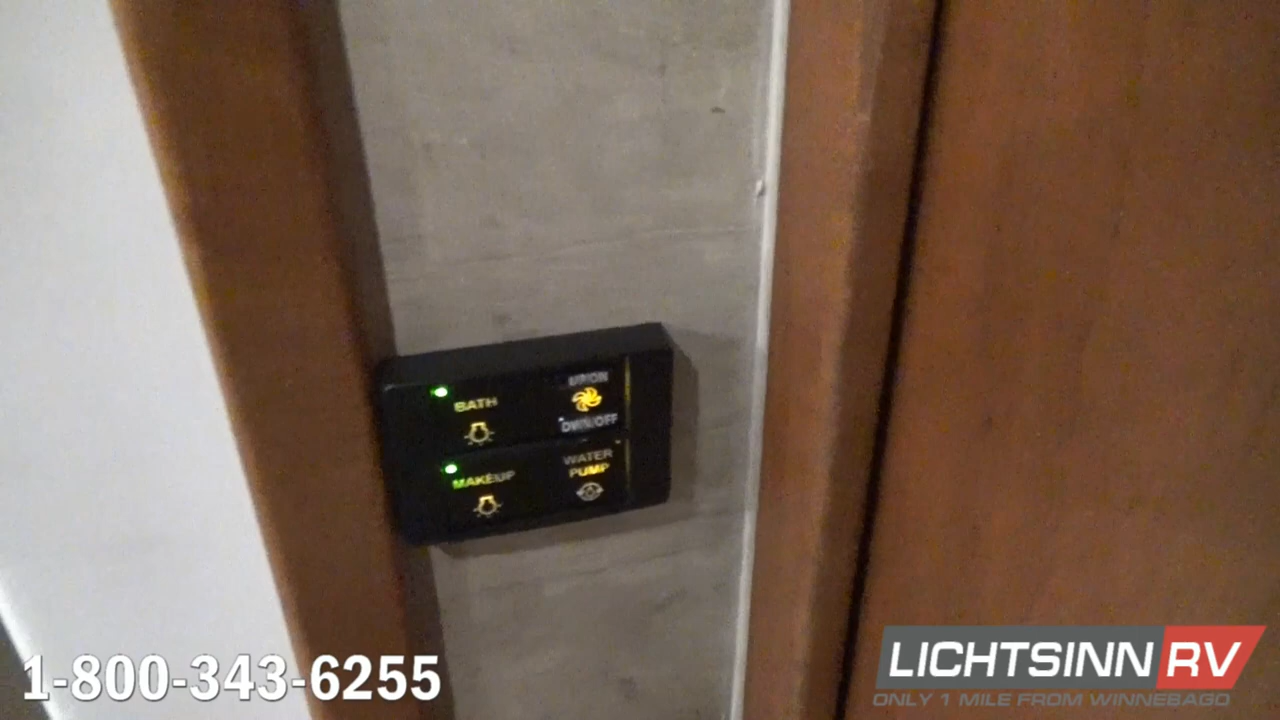 BATH
UP/ON
DWN/OFF
MAKEUP
WATER
PUMP
1-800-343-6255
LICHTSINN RV
ONLY 1 MILE FROM WINNEBAGO